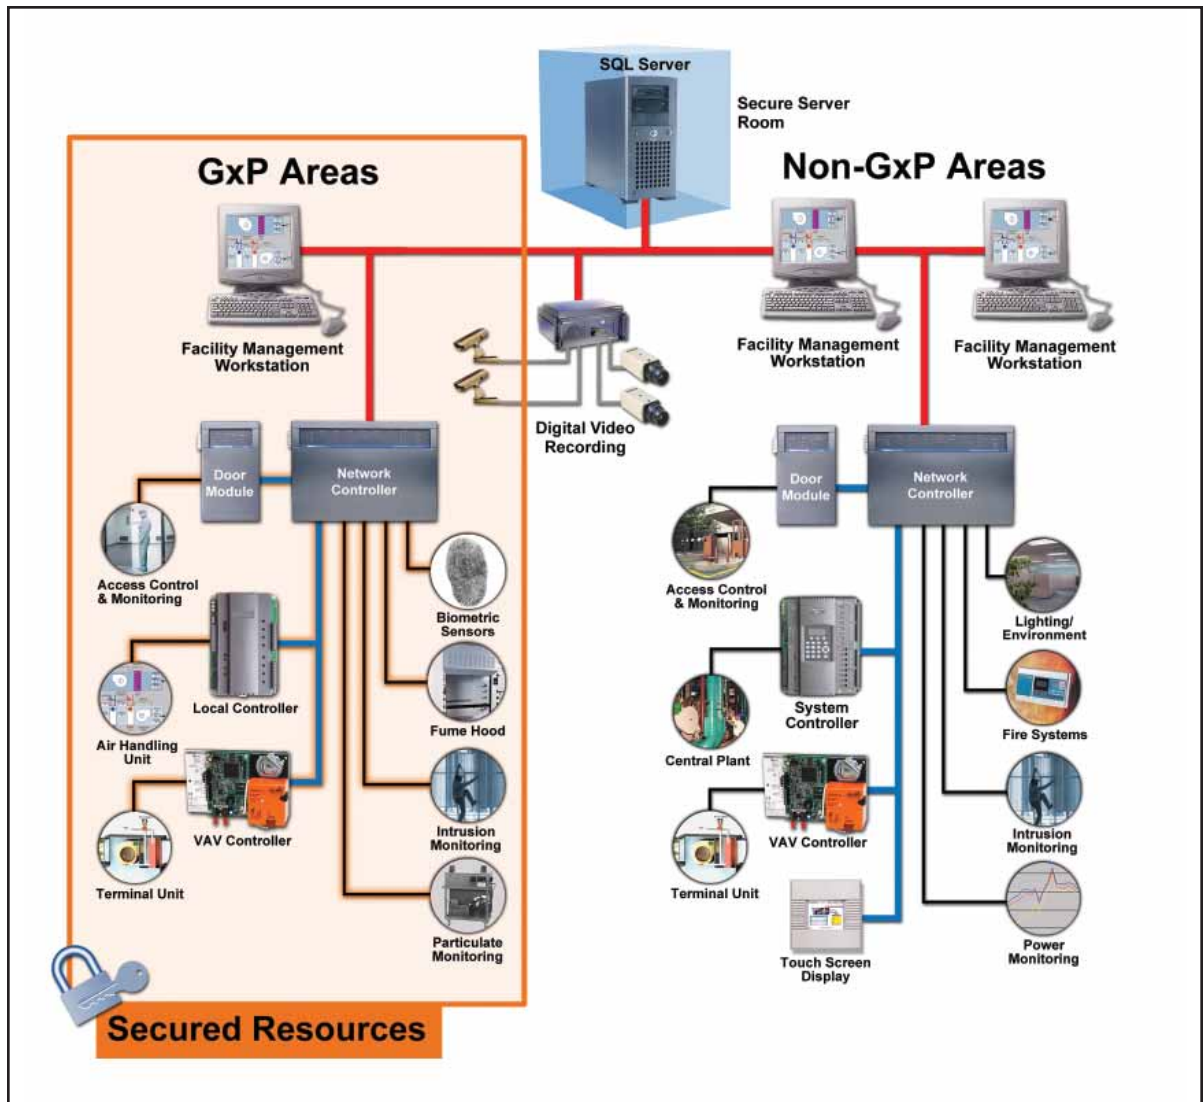 SQL Server
Secure Server
Room
GxP Areas
Non-GxP Areas
Facility Management
Workstation
Facility Management
Workstation
Facility Management
Workstation
Digital Video
Recording
Door
Module
Network
Controller
Access Control
& Monitoring
Biometric
Sensors
Local Controller
Air Handling
Unit
Fume Hood
VAV Controller
Intrusion
Monitoring
Terminal Unit
Particulate
Monitoring
Secured Resources
Door
Module
Network
Controller
Access Control
& Monitoring
Lighting/
Environment
System
Controller
Central Plant
Fire Systems
VAV Controller
Intrusion
Monitoring
Terminal Unit
Touch Screen
Display
Power
Monitoring